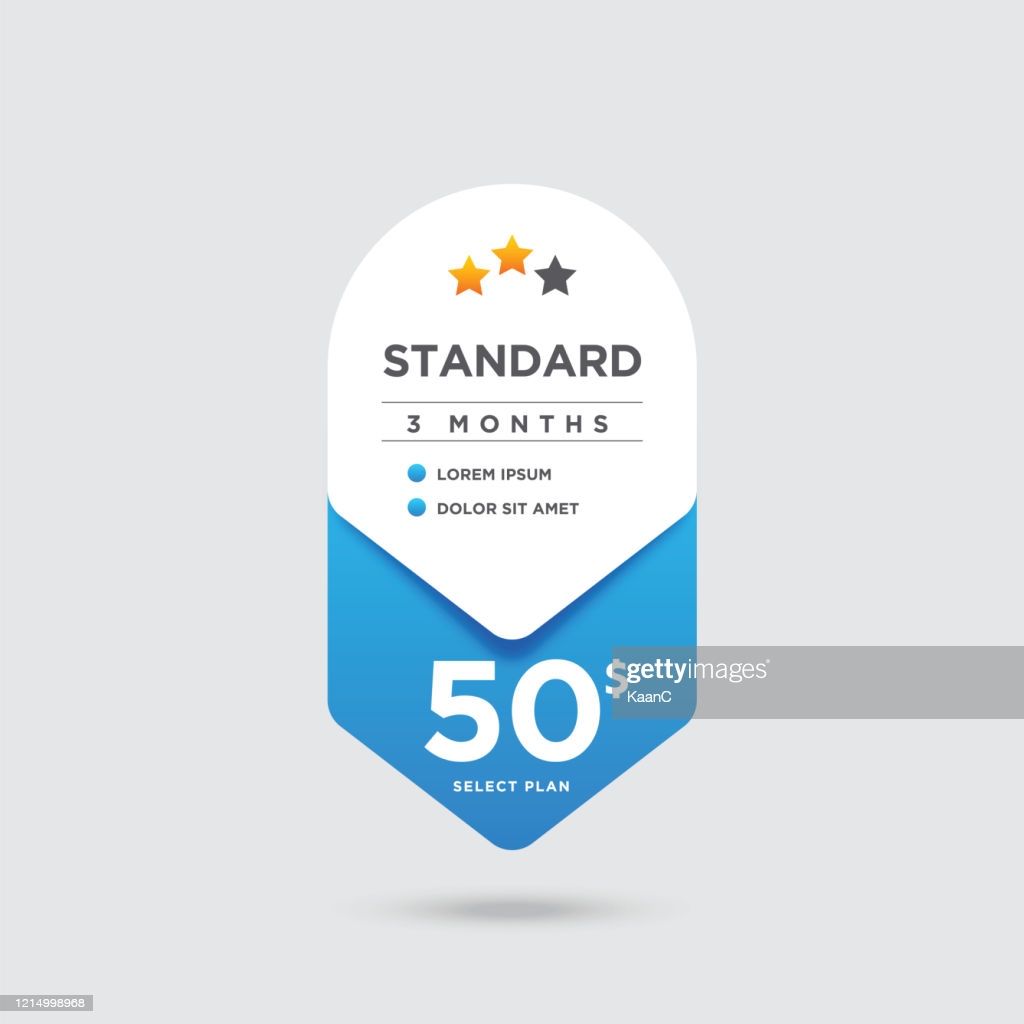 STANDARD
3 MONTHS
LOREM IPSUM
DOLOR SIT AMET
50$
gettyimages®
KaanC
SELECT PLAN
1214998968